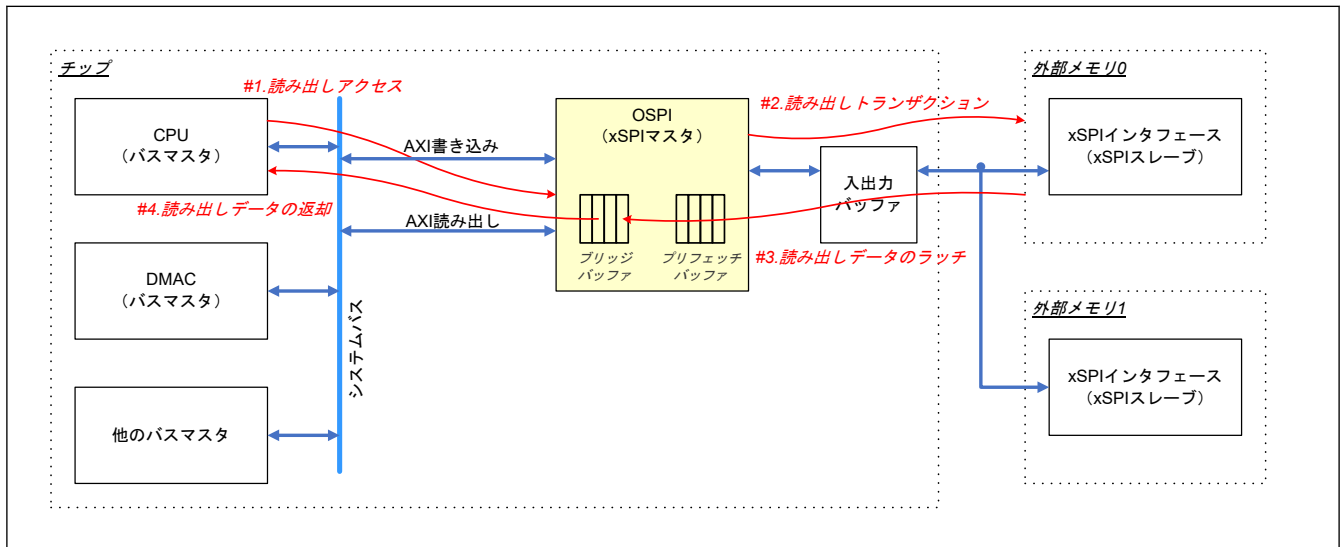 チップ
#1.読み出しアクセス
CPU
（バスマスタ）
#4.読み出しデータの返却
DMAC
（バスマスタ）
他のバスマスタ
システムバス
AXI書き込み
AXI読み出し
OSPI
（xSPIマスタ）
ブリッジ
バッファ
プリフェッチ
バッファ
#2.読み出しトランザクション
入出力
バッファ
#3.読み出しデータのラッチ
外部メモリ0
xSPIインタフェース
（xSPIスレーブ）
外部メモリ1
xSPIインタフェース
（xSPIスレーブ）